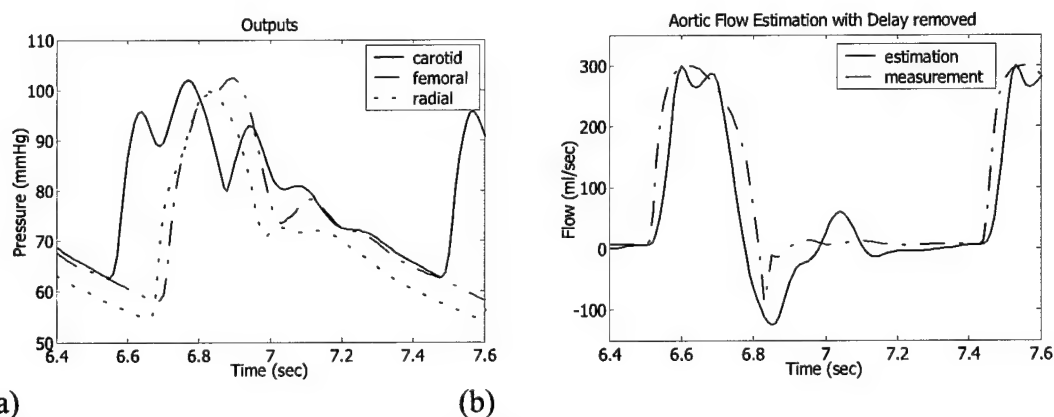 Outputs
110
100
90
80
70
60
50
Pressure (mmHg)
carotid
femoral
radial
6.4 6.6 6.8 7 7.2 7.4 7.6
Time (sec)
a)
Aortic Flow Estimation with Delay removed
300
200
100
0
-100
Flow (ml/sec)
estimation
measurement
6.4 6.6 6.8 7 7.2 7.4 7.6
Time (sec)
(b)